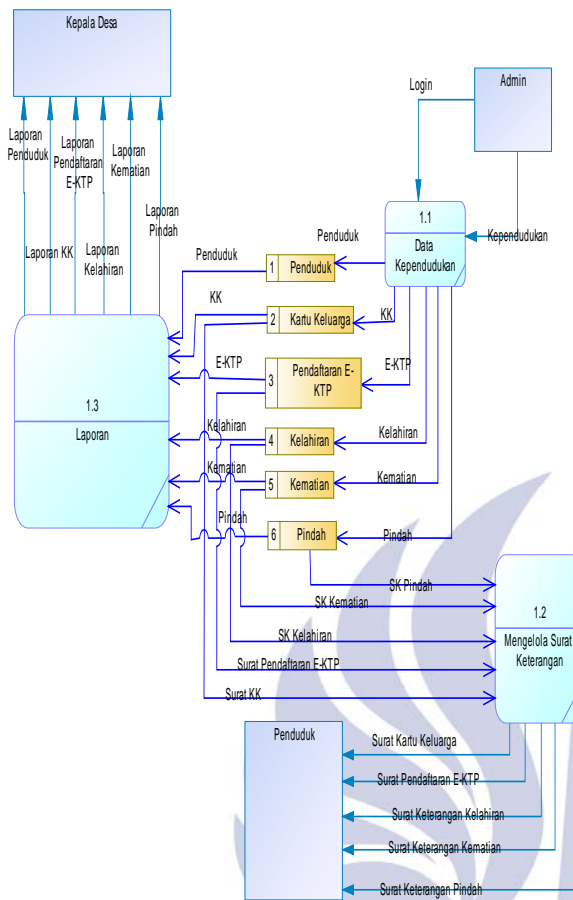 Kepala Desa
Admin
Login
Laporan
Penduduk
Laporan
Pendaftaran
E-KTP
Laporan
Kematian
Laporan
Pindah
Laporan KK
Laporan
Kelahiran
1.1
Data
Kependudukan
Kependudukan
Penduduk
Penduduk
1
Penduduk
KK
2
Kartu Keluarga
KK
E-KTP
3
Pendaftaran E-
KTP
E-KTP
1.3
Laporan
Kelahiran
4
Kelahiran
Kelahiran
Kematian
5
Kematian
Kematian
Pindah
6
Pindah
Pindah
SK Pindah
SK Kematian
SK Kelahiran
Surat Pendaftaran E-KTP
Surat KK
1.2
Mengelola Surat
Keterangan
Penduduk
Surat Kartu Keluarga
Surat Pendaftaran E-KTP
Surat Keterangan Kelahiran
Surat Keterangan Kematian
Surat Keterangan Pindah